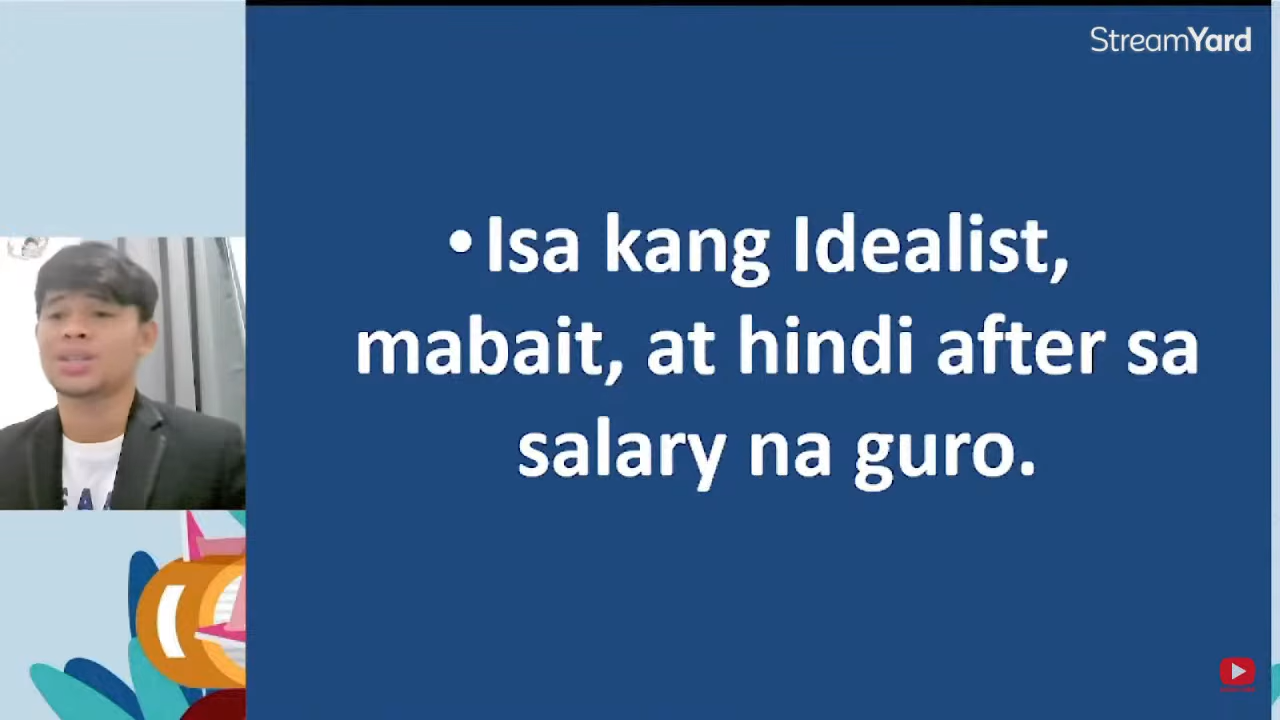 StreamYard
•Isa kang Idealist,
mabait, at hindi after sa
salary na guro.